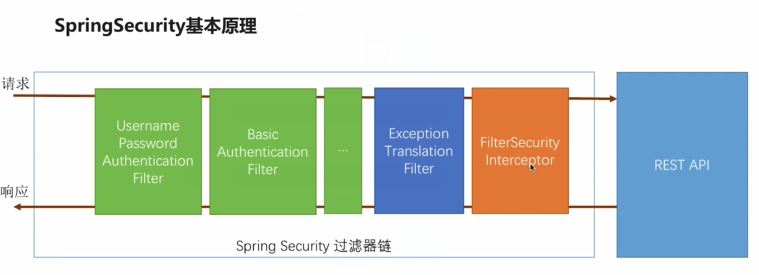 SpringSecurity基本原理
请求
Username
Password
Authentication
Filter
Basic
Authentication
Filter
...
Exception
Translation
Filter
FilterSecurity
Interceptor
REST API
响应
Spring Security 过滤器链